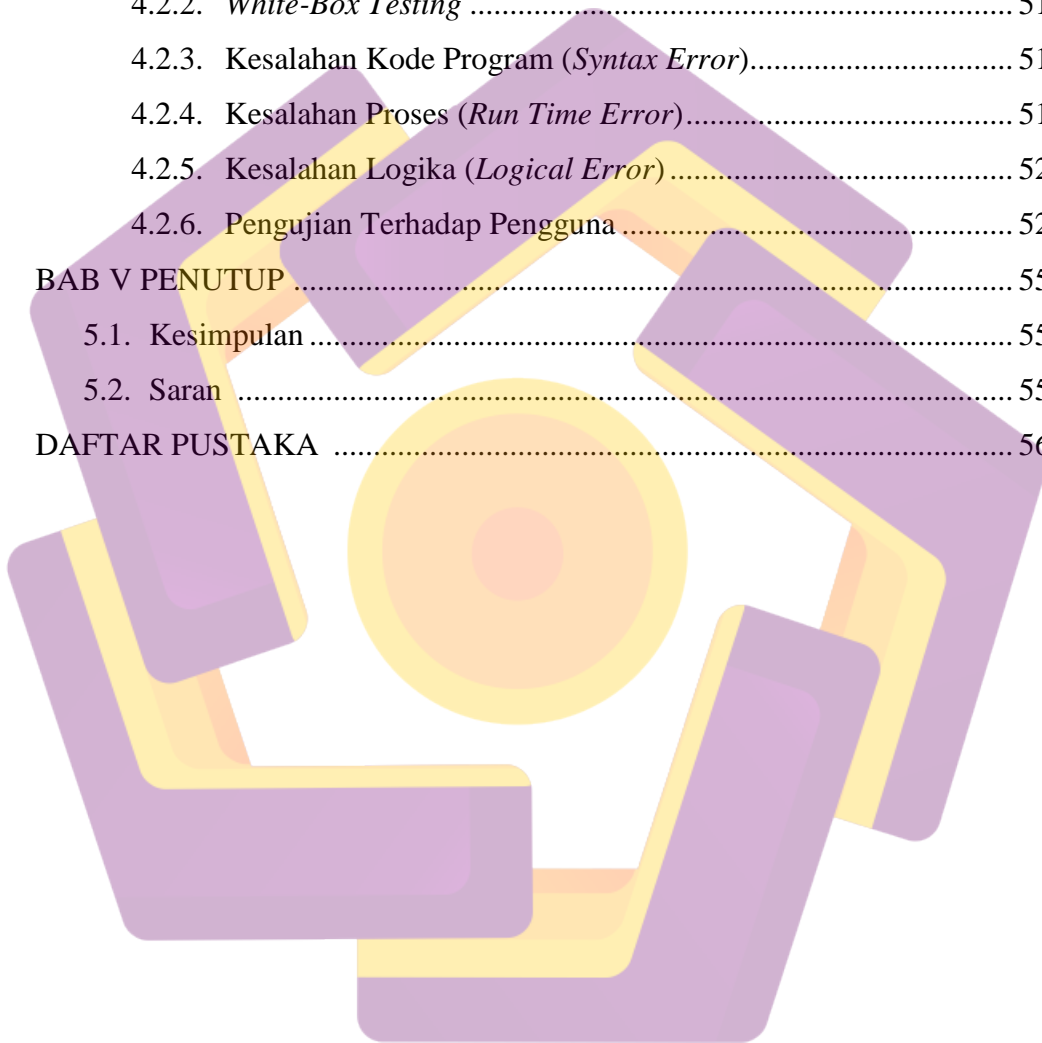 4.2.2. White-Box Testing .......................................................................... 51
4.2.3. Kesalahan Kode Program (Syntax Error)................................. 51
4.2.4. Kesalahan Proses (Run Time Error)......................................... 51
4.2.5. Kesalahan Logika (Logical Error) ........................................... 52
4.2.6. Pengujian Terhadap Pengguna ................................................. 52
BAB V PENUTUP ............................................................................................ 55
5.1. Kesimpulan .......................................................................................... 55
5.2. Saran .................................................................................................... 55
DAFTAR PUSTAKA ....................................................................................... 56